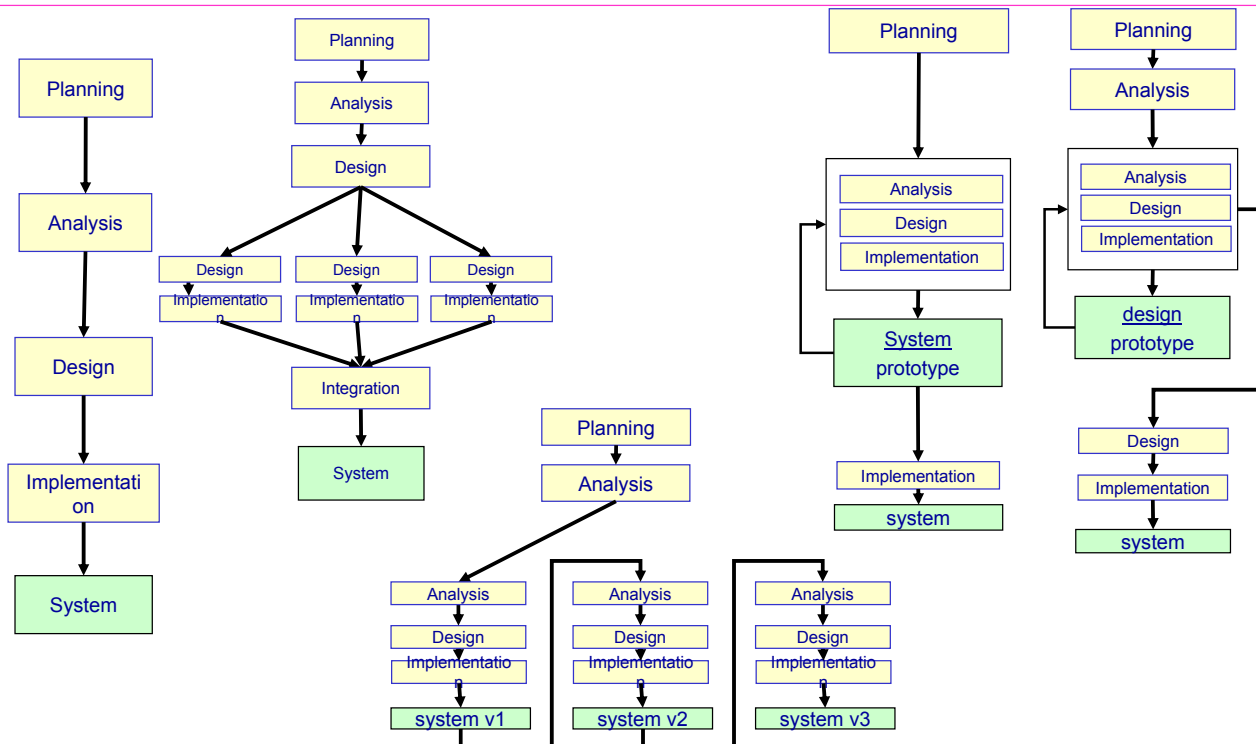 Planning
Analysis
Design
Implementati
on
System
Planning
Analysis
Design
Design
Implementatio
n
Design
Implementatio
n
Design
Implementatio
n
Integration
System
Planning
Analysis
Analysis
Design
Implementatio
n
system v1
Analysis
Design
Implementatio
n
system v2
Analysis
Design
Implementatio
n
system v3
Planning
Analysis
Design
Implementation
System
prototype
Implementation
system
Planning
Analysis
Analysis
Design
Implementation
design
prototype
Design
Implementation
system